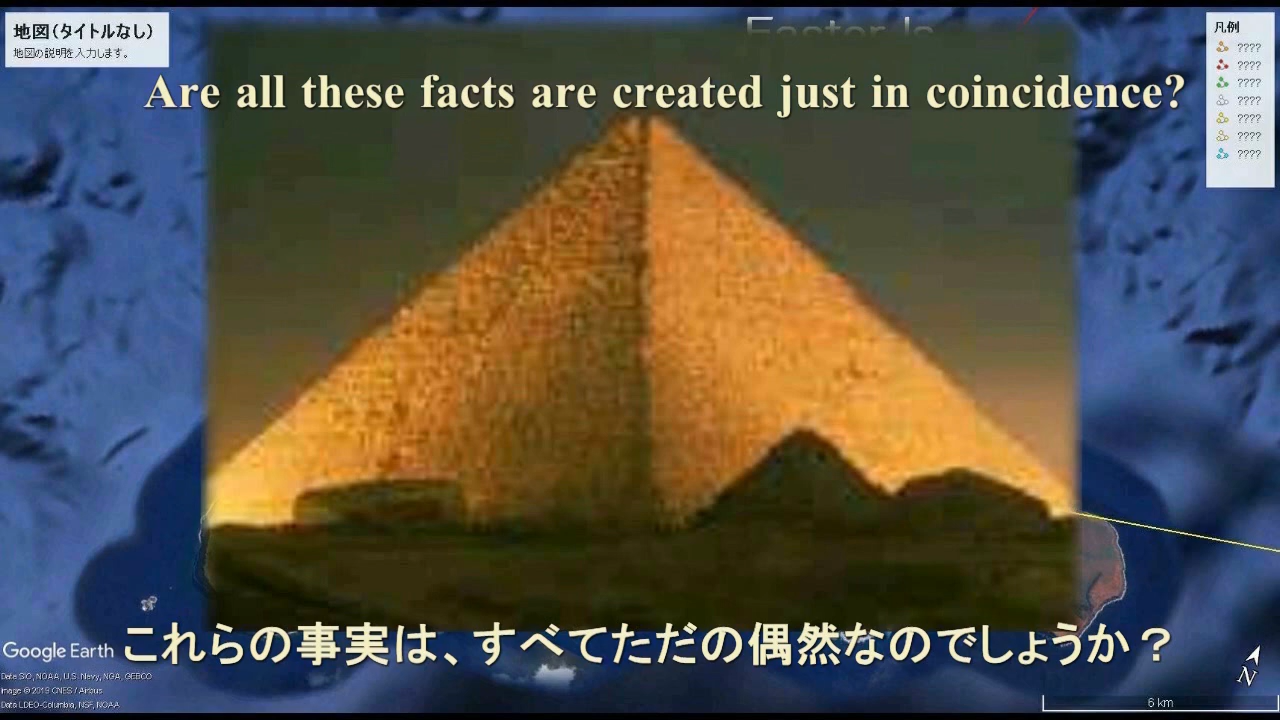 地図(タイトルなし)
地図の説明を入力します。
Easter Is
凡例
????
????
????
????
????
????
????
Are all these facts are created just in coincidence?
これらの事実は、すべてただの偶然なのでしょうか？
Google Earth
Data SIO, NOAA, U.S. Navy, NGA, GEBCO
Image © 2019 CNES / Airbus
Data LDEO-Columbia, NSF, NOAA
N
6 km